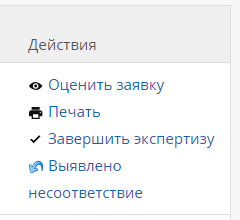 Действия
Оценить заявку
Печать
Завершить экспертизу
Выявлено
несоответствие